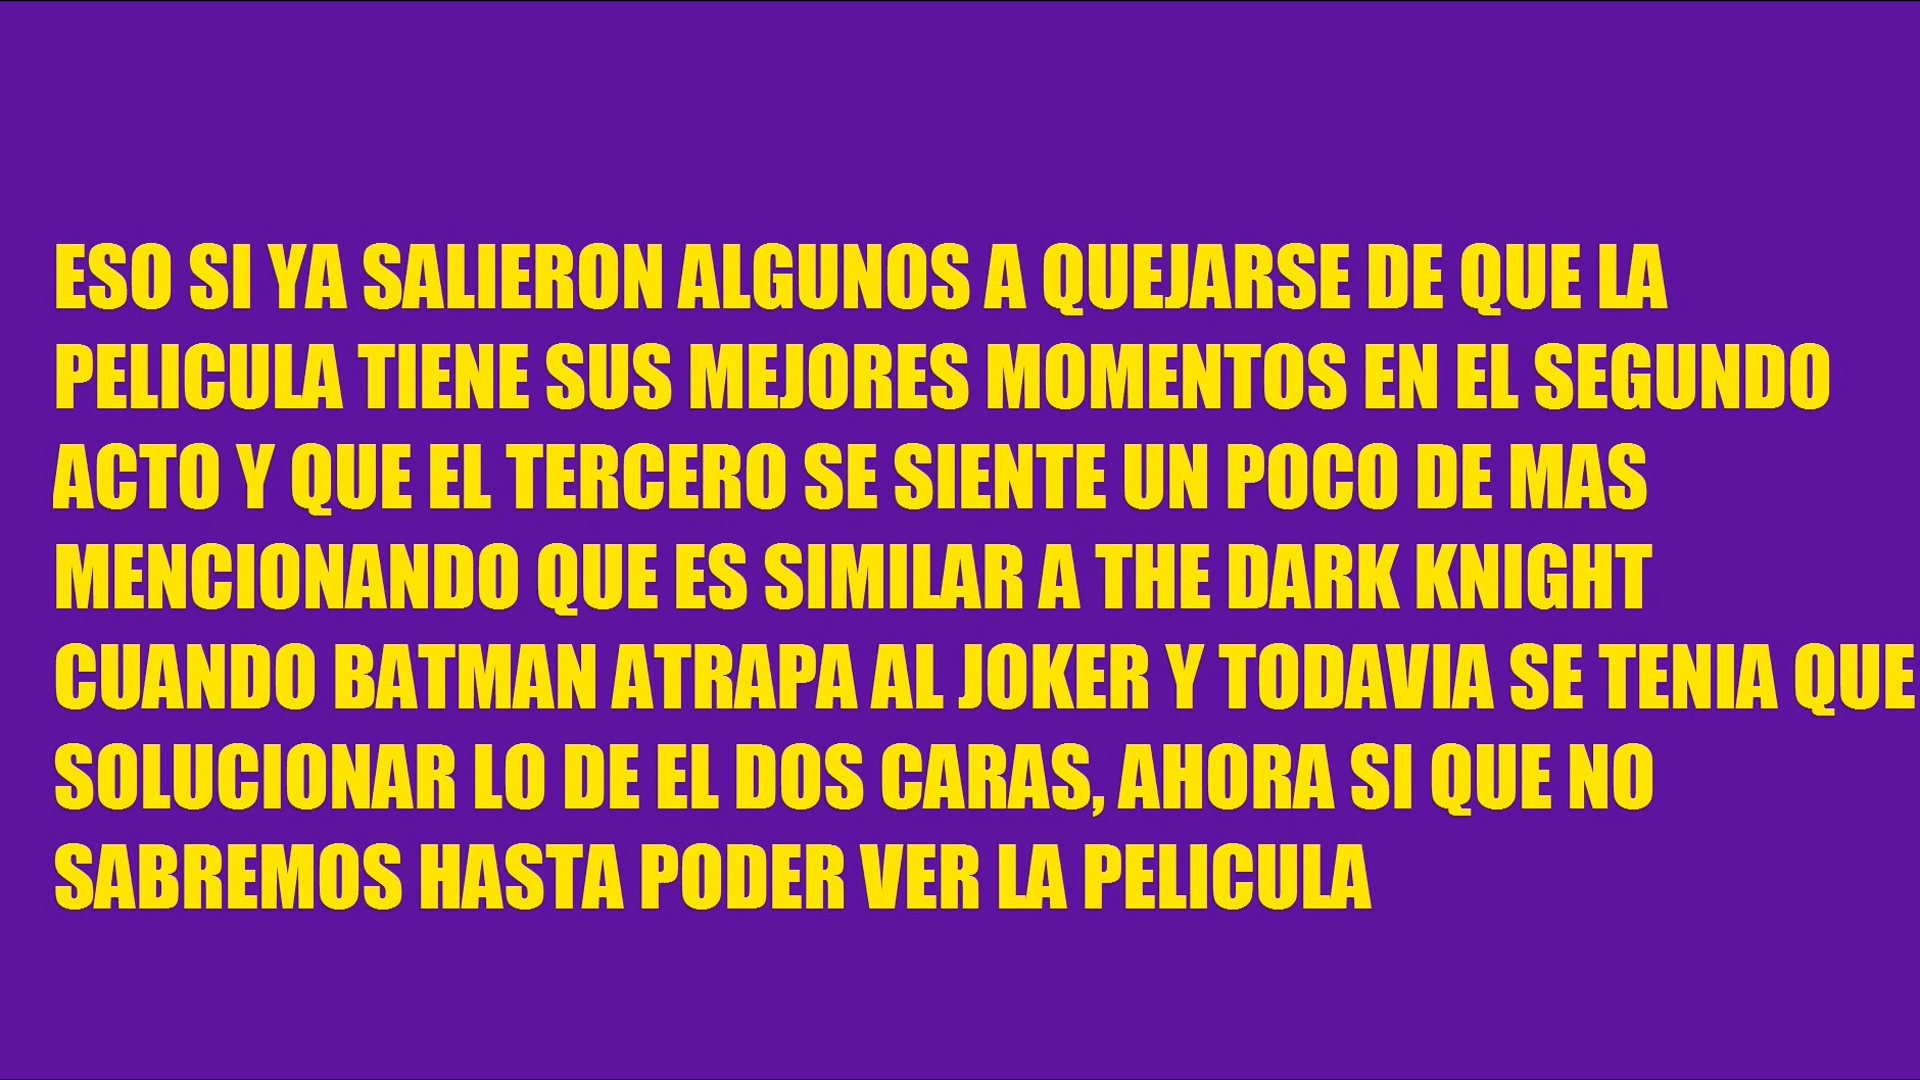 ESO SI YA SALIERON ALGUNOS A QUEJARSE DE QUE LA
PELICULA TIENE SUS MEJORES MOMENTOS EN EL SEGUNDO
ACTO Y QUE EL TERCERO SE SIENTE UN POCO DE MAS
MENCIONANDO QUE ES SIMILAR A THE DARK KNIGHT
CUANDO BATMAN ATRAPA AL JOKER Y TODAVIA SE TENIA QUE
SOLUCIONAR LO DE EL DOS CARAS, AHORA SI QUE NO
SABREMOS HASTA PODER VER LA PELICULA